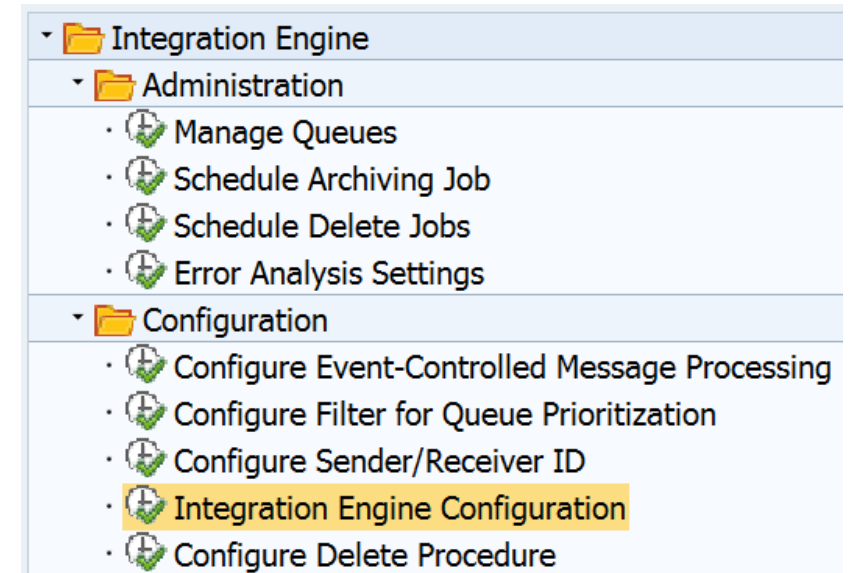 Integration Engine
Administration
Manage Queues
Schedule Archiving Job
Schedule Delete Jobs
Error Analysis Settings
Configuration
Configure Event-Controlled Message Processing
Configure Filter for Queue Prioritization
Configure Sender/Receiver ID
Integration Engine Configuration
Configure Delete Procedure